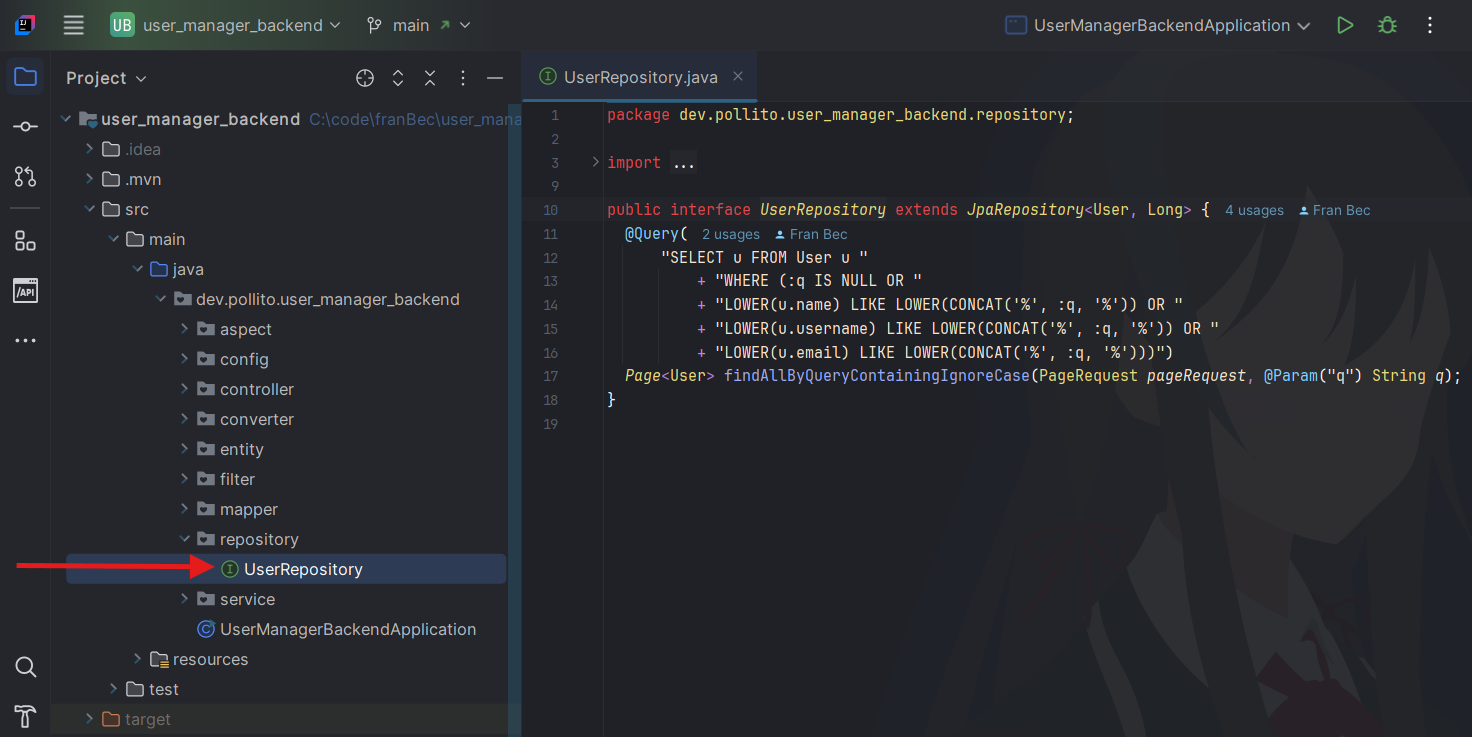 UB user_manager_backend main UserManagerBackendApplication
Project
user_manager_backend C:\code\franBec\user_mana
.idea
.mvn
src
main
java
dev.pollito.user_manager_backend
aspect
config
controller
converter
entity
filter
mapper
repository
UserRepository
service
UserManagerBackendApplication
resources
test
target
/API
UserRepository.java
1 package dev.pollito.user_manager_backend.repository;
2
3 import ...
9
10 public interface UserRepository extends JpaRepository<User, Long> { 4 usages Fran Bec
11 @Query( 2 usages Fran Bec
12 "SELECT u FROM User u "
13 + "WHERE (:q IS NULL OR "
14 + "LOWER(u.name) LIKE LOWER(CONCAT('%', :q, '%')) OR "
15 + "LOWER(u.username) LIKE LOWER(CONCAT('%', :q, '%')) OR "
16 + "LOWER(u.email) LIKE LOWER(CONCAT('%', :q, '%')))")
17 Page<User> findAllByQueryContainingIgnoreCase(PageRequest pageRequest, @Param("q") String q);
18 }
19